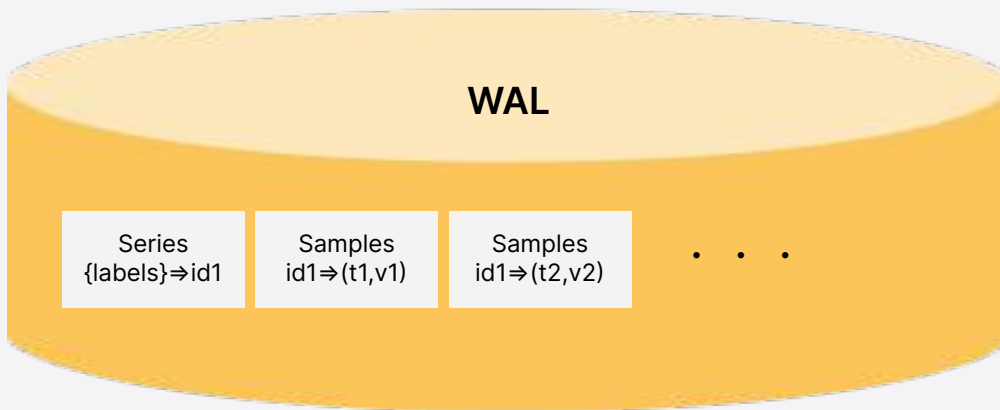 WAL
Series
{labels}⇒id1
Samples
id1⇒(t1,v1)
Samples
id1⇒(t2,v2)
. . .